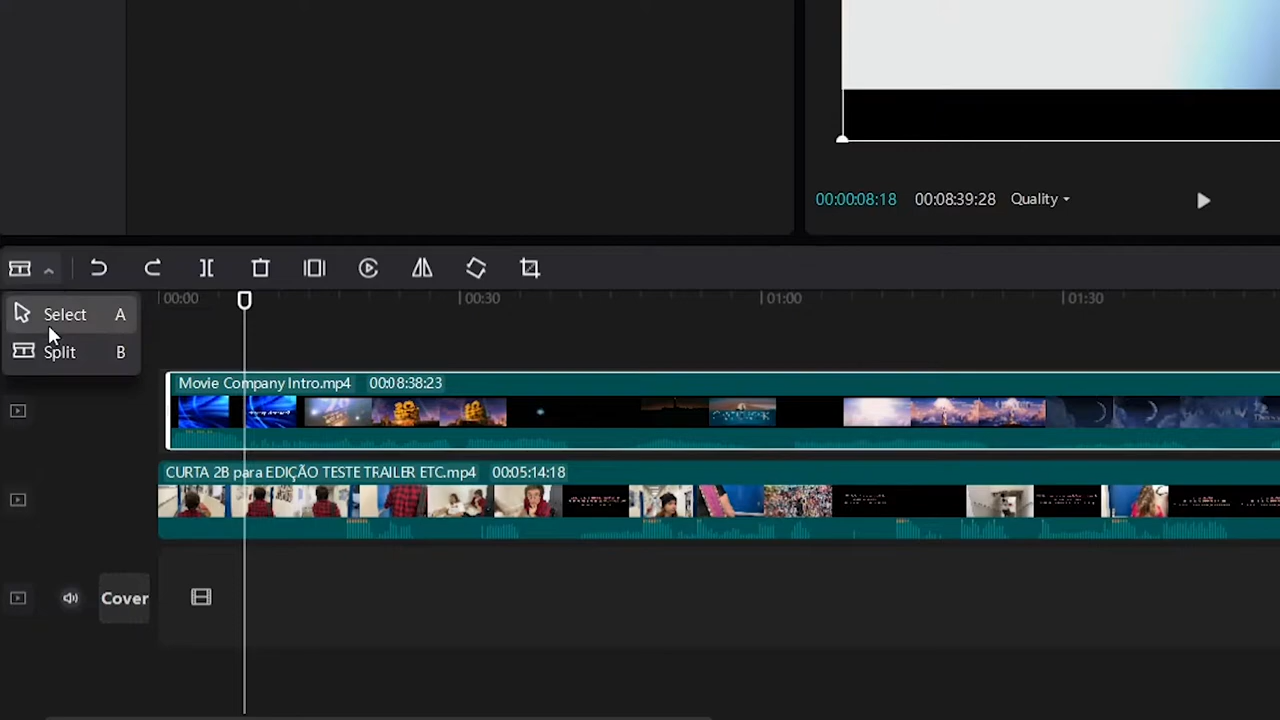 00:00:08:18 00:08:39:28 Quality
00:00 00:30 01:00 01:30
Select A
Split B
Movie Company Intro.mp4 00:08:38:23
CURTA 2B para EDIÇÃO TESTE TRAILER ETC.mp4 00:05:14:18
Cover